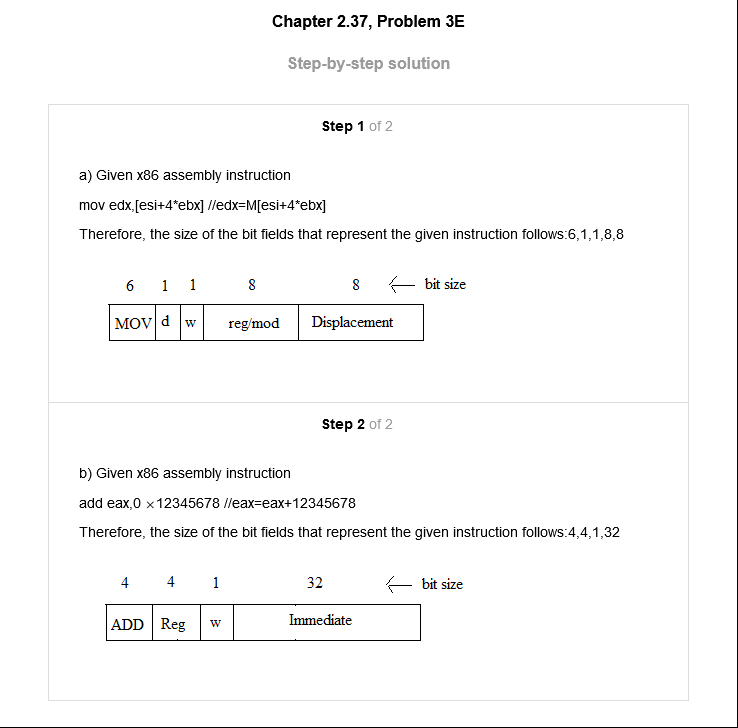 Chapter 2.37, Problem 3E
Step-by-step solution
Step 1 of 2
a) Given x86 assembly instruction
mov edx,[esi+4*ebx] //edx=M[esi+4*ebx]
Therefore, the size of the bit fields that represent the given instruction follows:6,1,1,8,8
6 1 1 8 8 ← bit size
MOV d w reg/mod Displacement
Step 2 of 2
b) Given x86 assembly instruction
add eax,0 ×12345678 //eax=eax+12345678
Therefore, the size of the bit fields that represent the given instruction follows:4,4,1,32
4 4 1 32 ← bit size
ADD Reg w Immediate